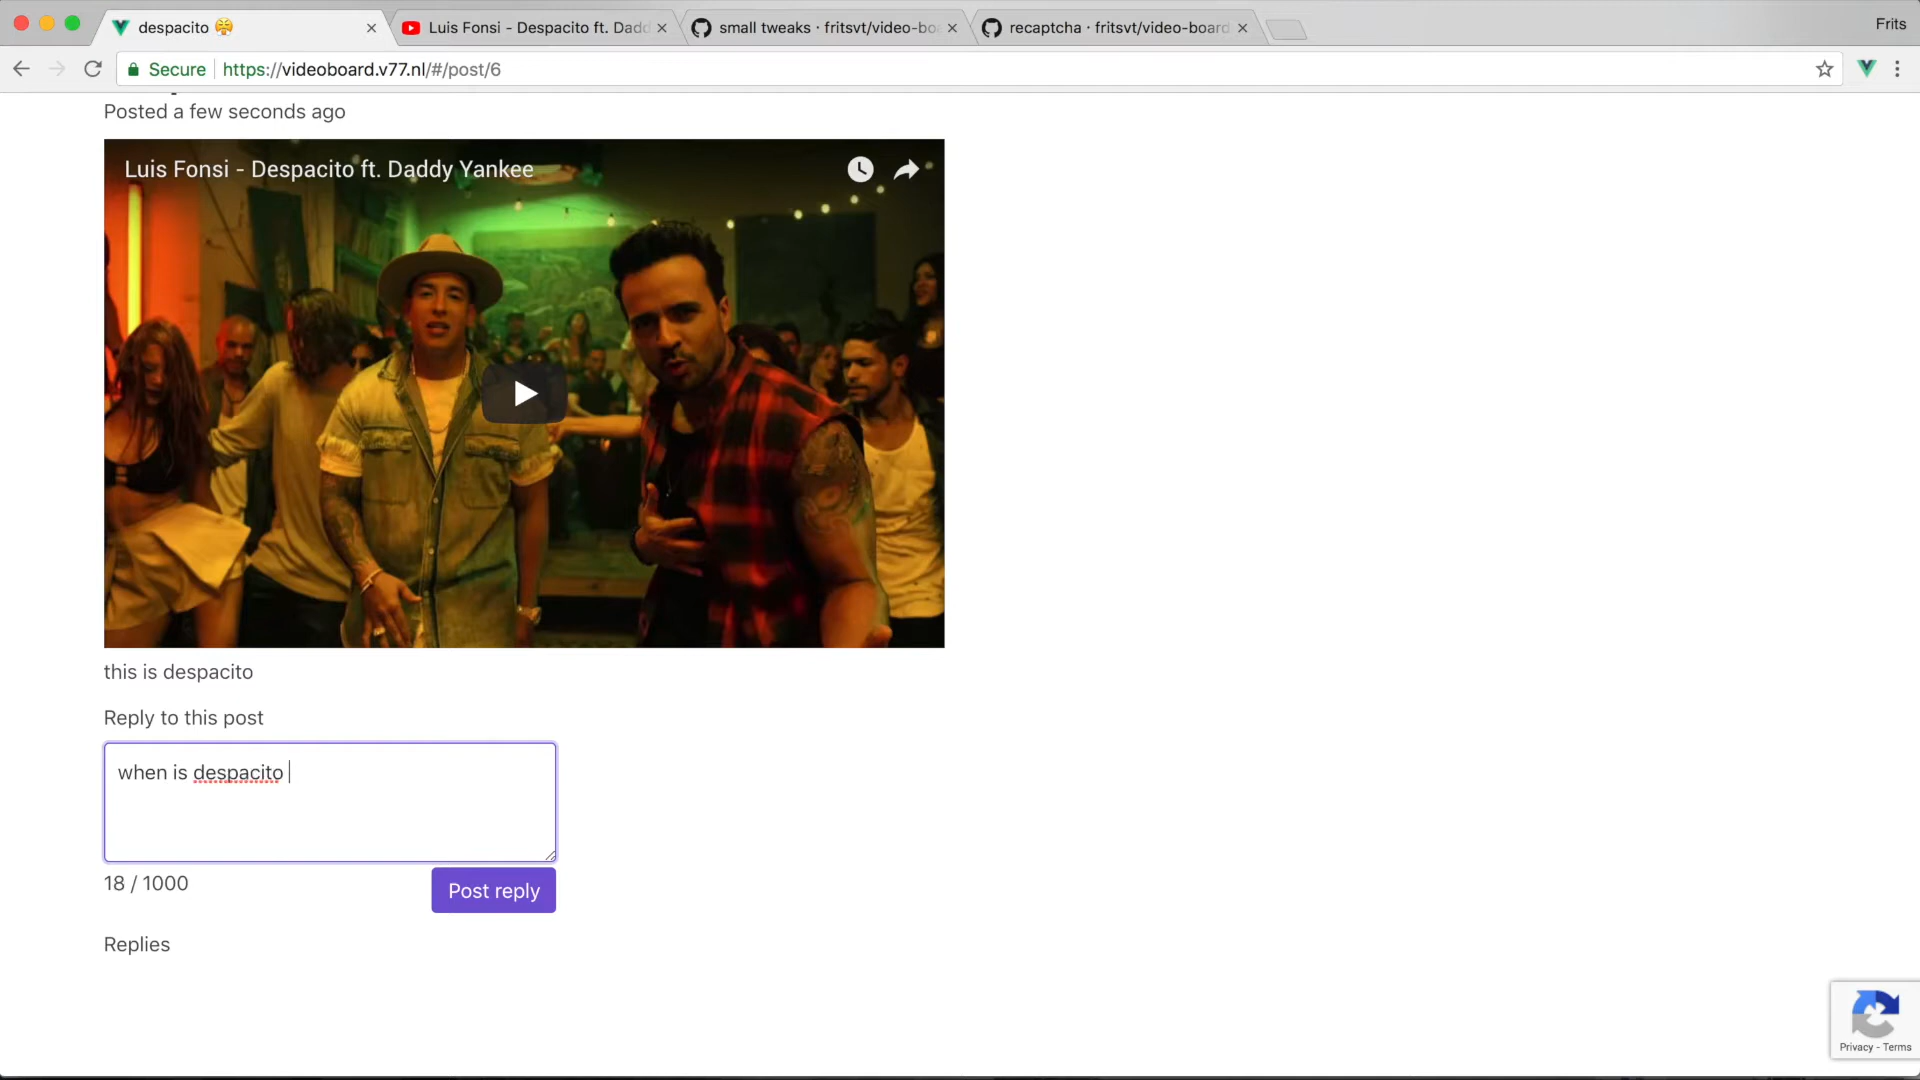 despacito 😤
Luis Fonsi - Despacito ft. Dadd
small tweaks · fritsvt/video-bo
recaptcha · fritsvt/video-board
Frits
Secure
https://videoboard.v77.nl/#/post/6
Posted a few seconds ago
Luis Fonsi - Despacito ft. Daddy Yankee
this is despacito
Reply to this post
when is despacito
18 / 1000
Post reply
Replies
Privacy - Terms